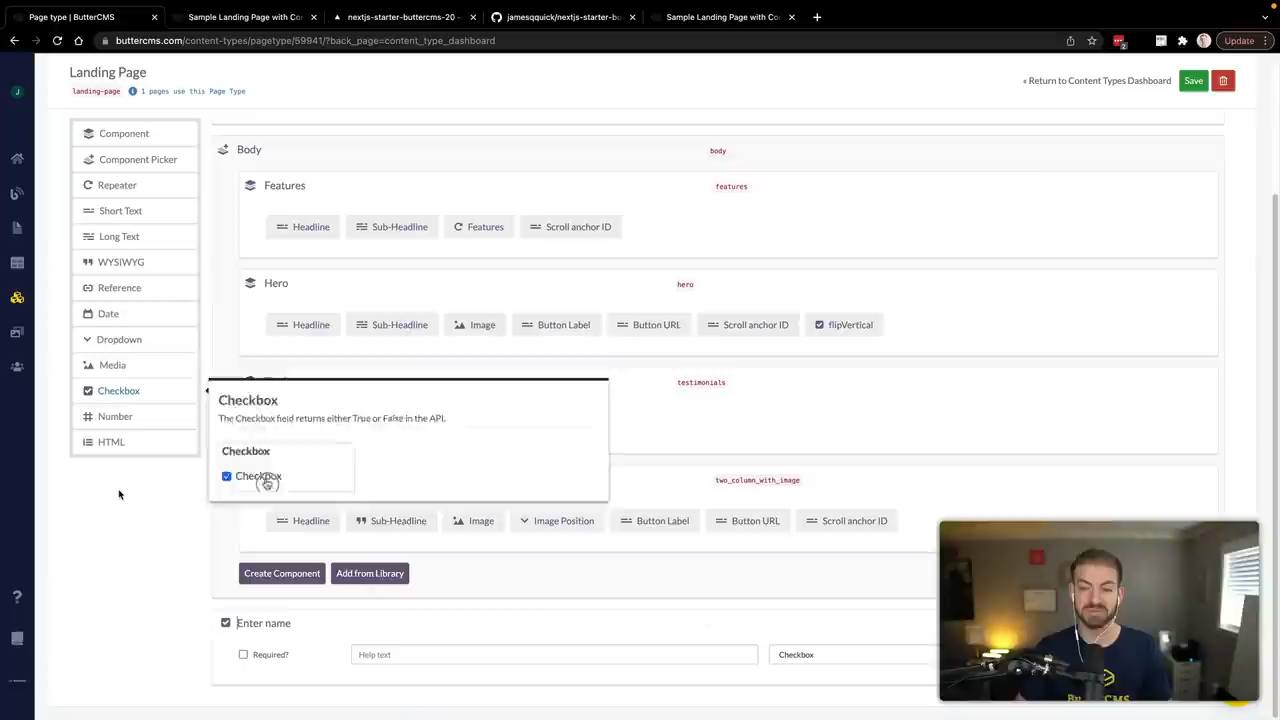 Page type | ButterCMS
Sample Landing Page with Co
nextjs-starter-buttercms-20
jamesqquick/nextjs-starter-bu
Sample Landing Page with Co
buttercms.com/content-types/pagetype/59941/?back_page=content_type_dashboard
2
Update
Landing Page
landing-page
1 pages use this Page Type
« Return to Content Types Dashboard
Save
J
Component
Component Picker
Repeater
Short Text
Long Text
WYSIWYG
Reference
Date
Dropdown
Media
Checkbox
Number
HTML
Body
body
Features
features
Headline
Sub-Headline
Features
Scroll anchor ID
Hero
hero
Headline
Sub-Headline
Image
Button Label
Button URL
Scroll anchor ID
flipVertical
testimonials
Checkbox
The Checkbox field returns either True or False in the API.
Checkbox
Checkbox
two_column_with_image
Headline
Sub-Headline
Image
Image Position
Button Label
Button URL
Scroll anchor ID
Create Component
Add from Library
Enter name
Required?
Help text
Checkbox